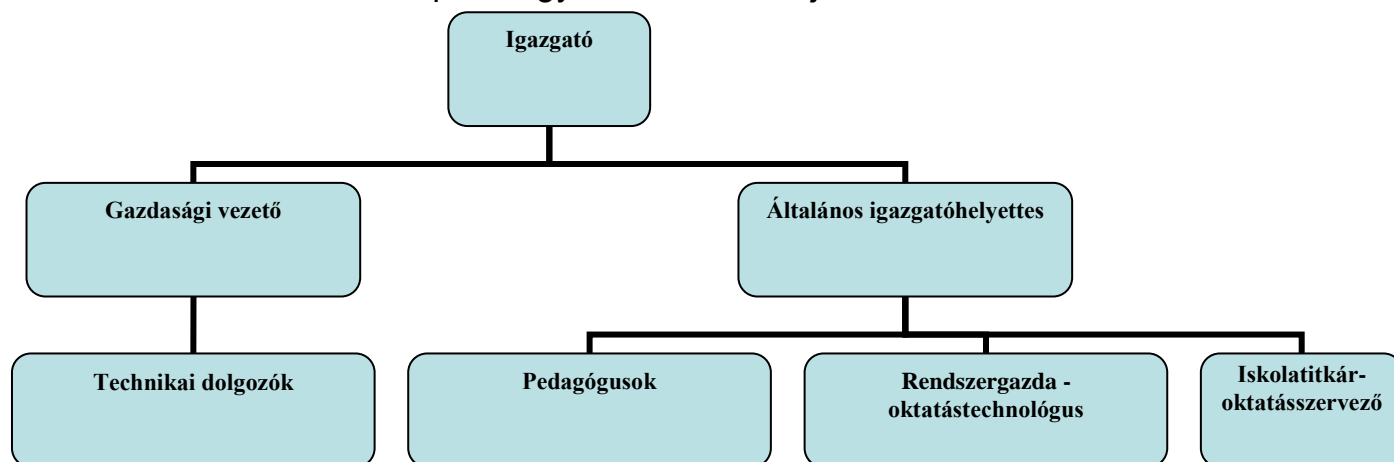 Igazgató
Gazdasági vezető
Általános igazgatóhelyettes
Technikai dolgozók
Pedagógusok
Rendszergazda -
oktatástechnológus
Iskolatitkár-
oktatásszervező